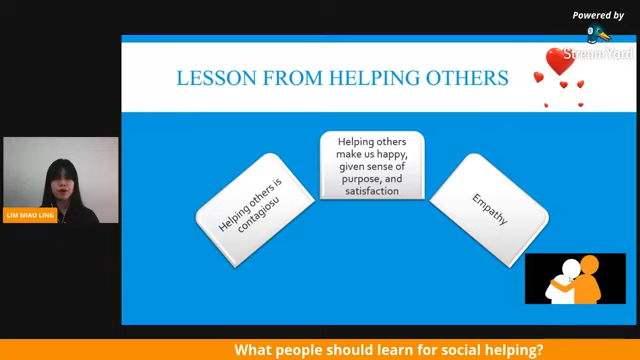 Powered by
StreamYard
LESSON FROM HELPING OTHERS
Helping others is
contagiosu
Helping others
make us happy,
given sense of
purpose, and
satisfaction
Empathy
LIM MIAO LING
What people should learn for social helping?